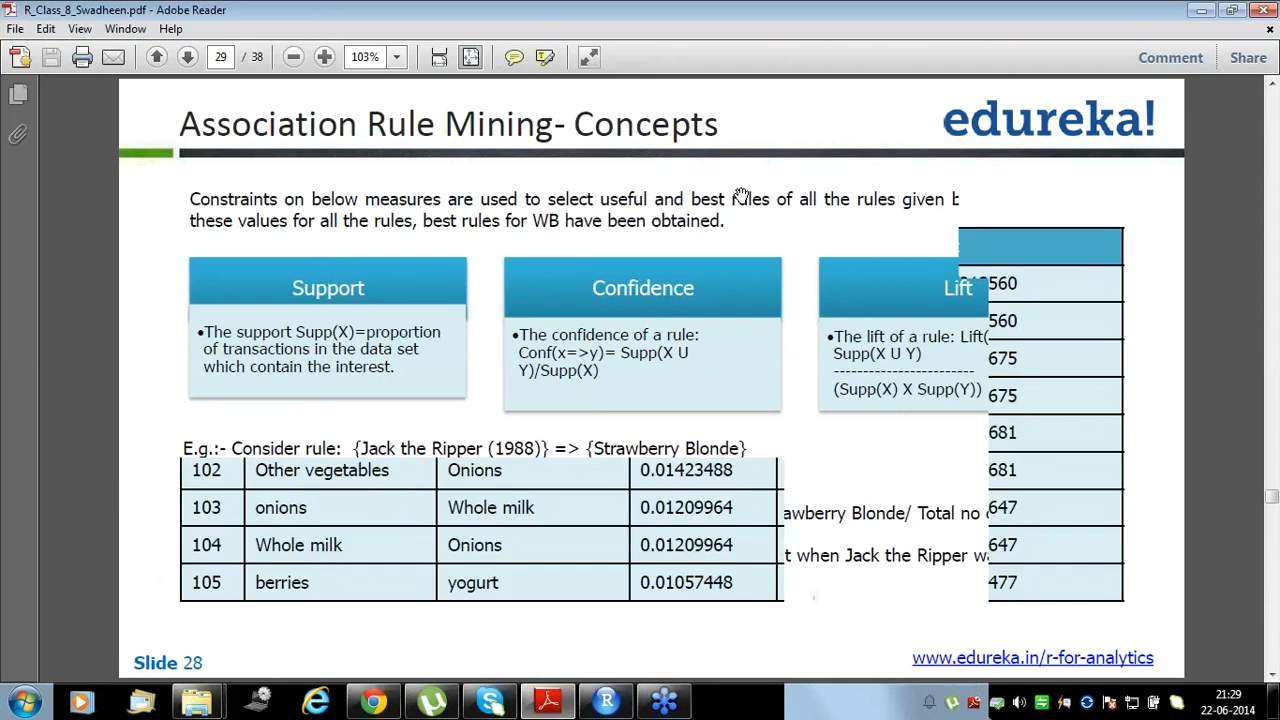 R_Class_8_Swadheen.pdf - Adobe Reader
File Edit View Window Help
29 / 38 103% Comment Share
Association Rule Mining- Concepts
edureka!
Constraints on below measures are used to select useful and best rules of all the rules given
these values for all the rules, best rules for WB have been obtained.
Support
•The support Supp(X)=proportion
of transactions in the data set
which contain the interest.
Confidence
•The confidence of a rule:
Conf(x=>y)= Supp(X U
Y)/Supp(X)
Lift
•The lift of a rule: Lift(
Supp(X U Y)
------------------------
(Supp(X) X Supp(Y))
560
560
675
675
681
681
647
647
477
E.g.:- Consider rule: {Jack the Ripper (1988)} => {Strawberry Blonde}
102 Other vegetables Onions 0.01423488
103 onions Whole milk 0.01209964
104 Whole milk Onions 0.01209964
105 berries yogurt 0.01057448
awberry Blonde/ Total no
t when Jack the Ripper
Slide 28
www.edureka.in/r-for-analytics
21:29
22-06-2014